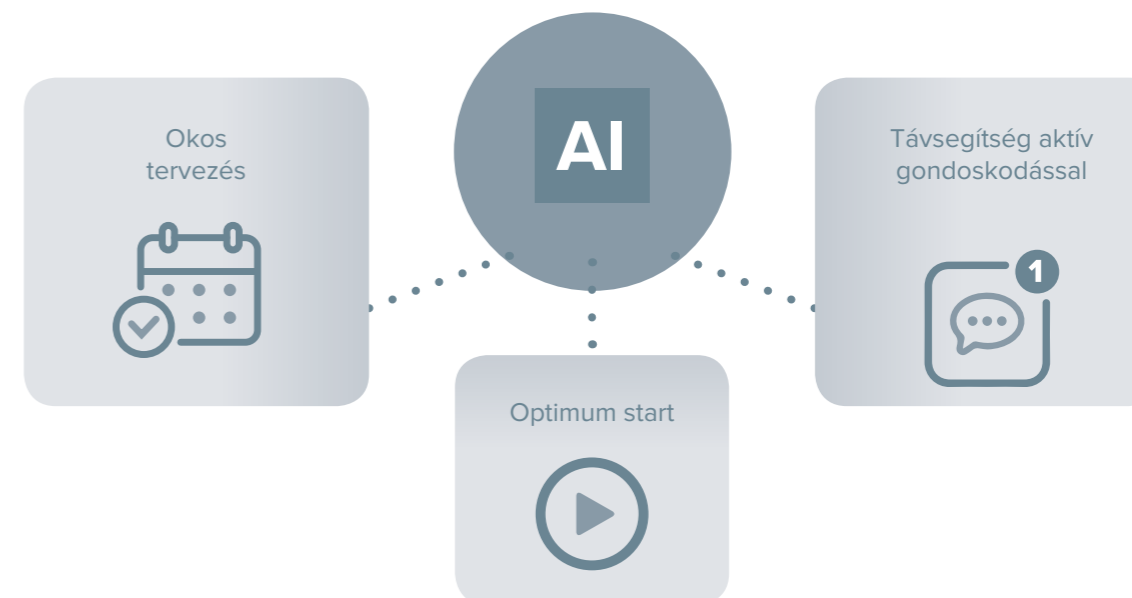 AI
Okos
tervezés
Távsegítség aktív
gondoskodással
1
Optimum start